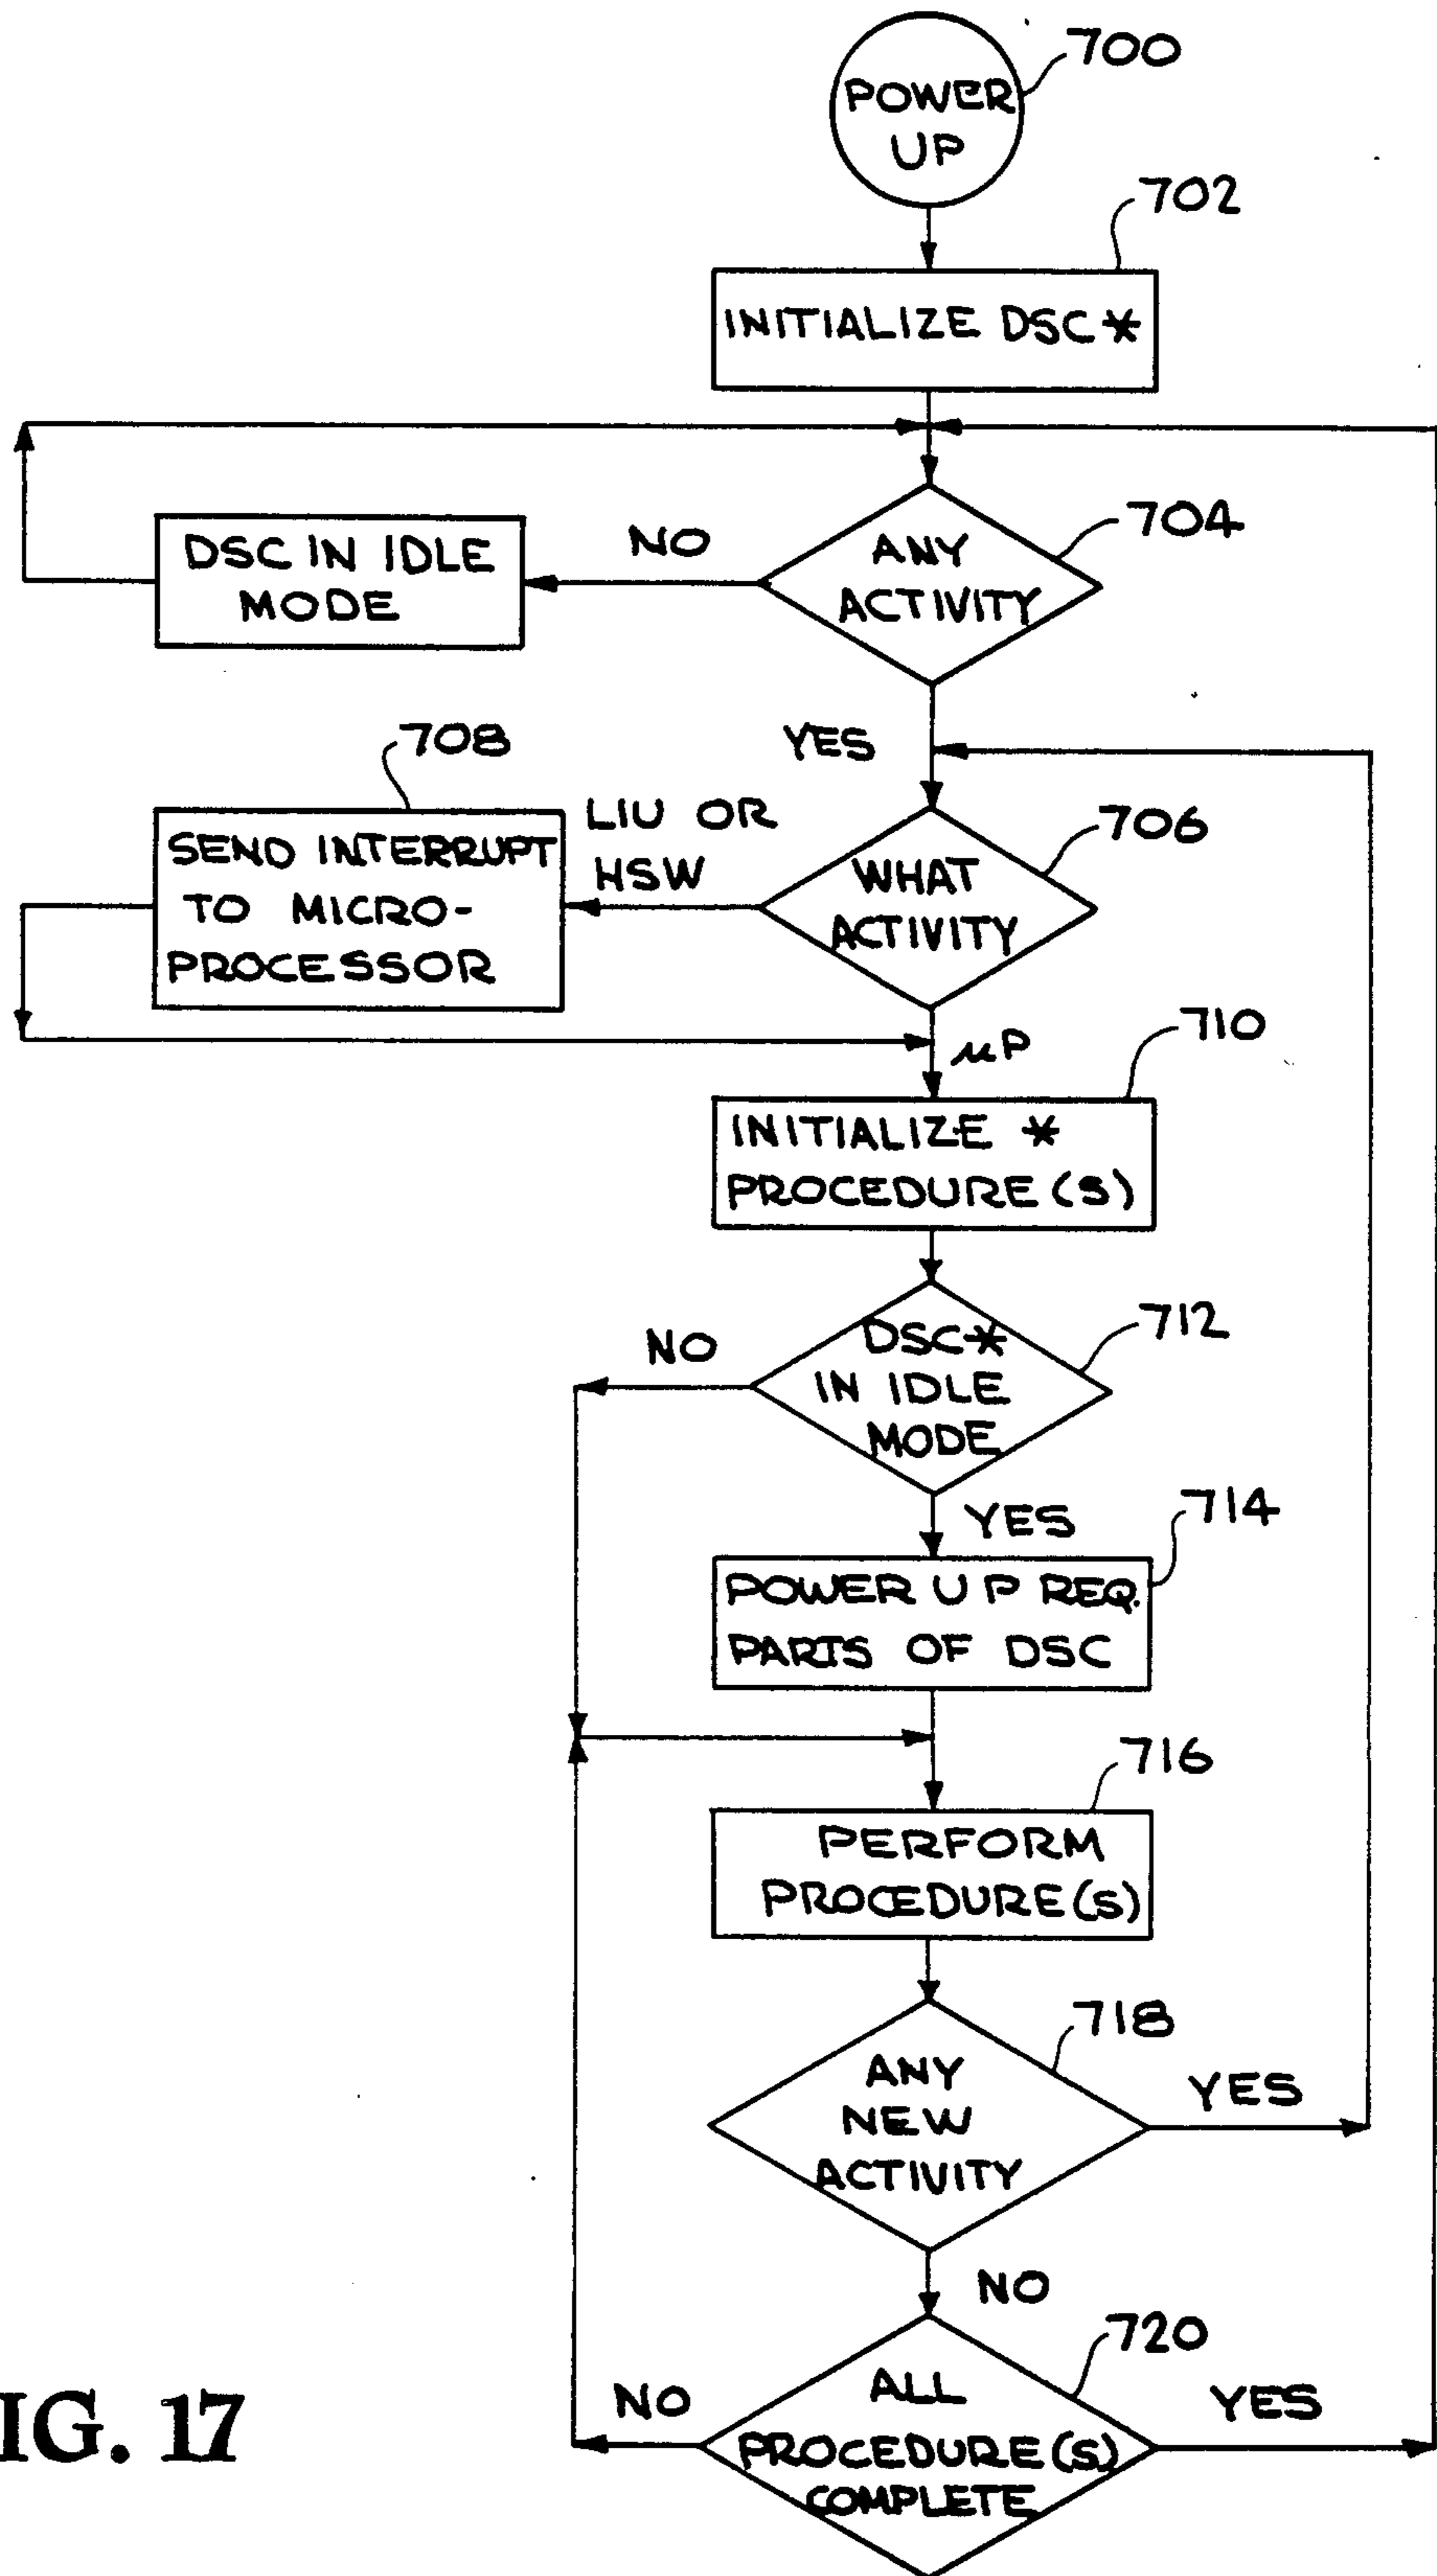 700
POWER
UP
702
INITIALIZE DSC*
704
ANY
ACTIVITY
NO
DSC IN IDLE
MODE
YES
708
706
LIU OR
HSW
SEND INTERRUPT
TO MICRO-
PROCESSOR
WHAT
ACTIVITY
710
μP
INITIALIZE *
PROCEDURE(S)
712
NO
DSC*
IN IDLE
MODE
714
YES
POWER UP REQ.
PARTS OF DSC
716
PERFORM
PROCEDURE(S)
718
ANY
NEW
ACTIVITY
YES
NO
720
NO
ALL
PROCEDURE(S)
COMPLETE
YES
IG. 17